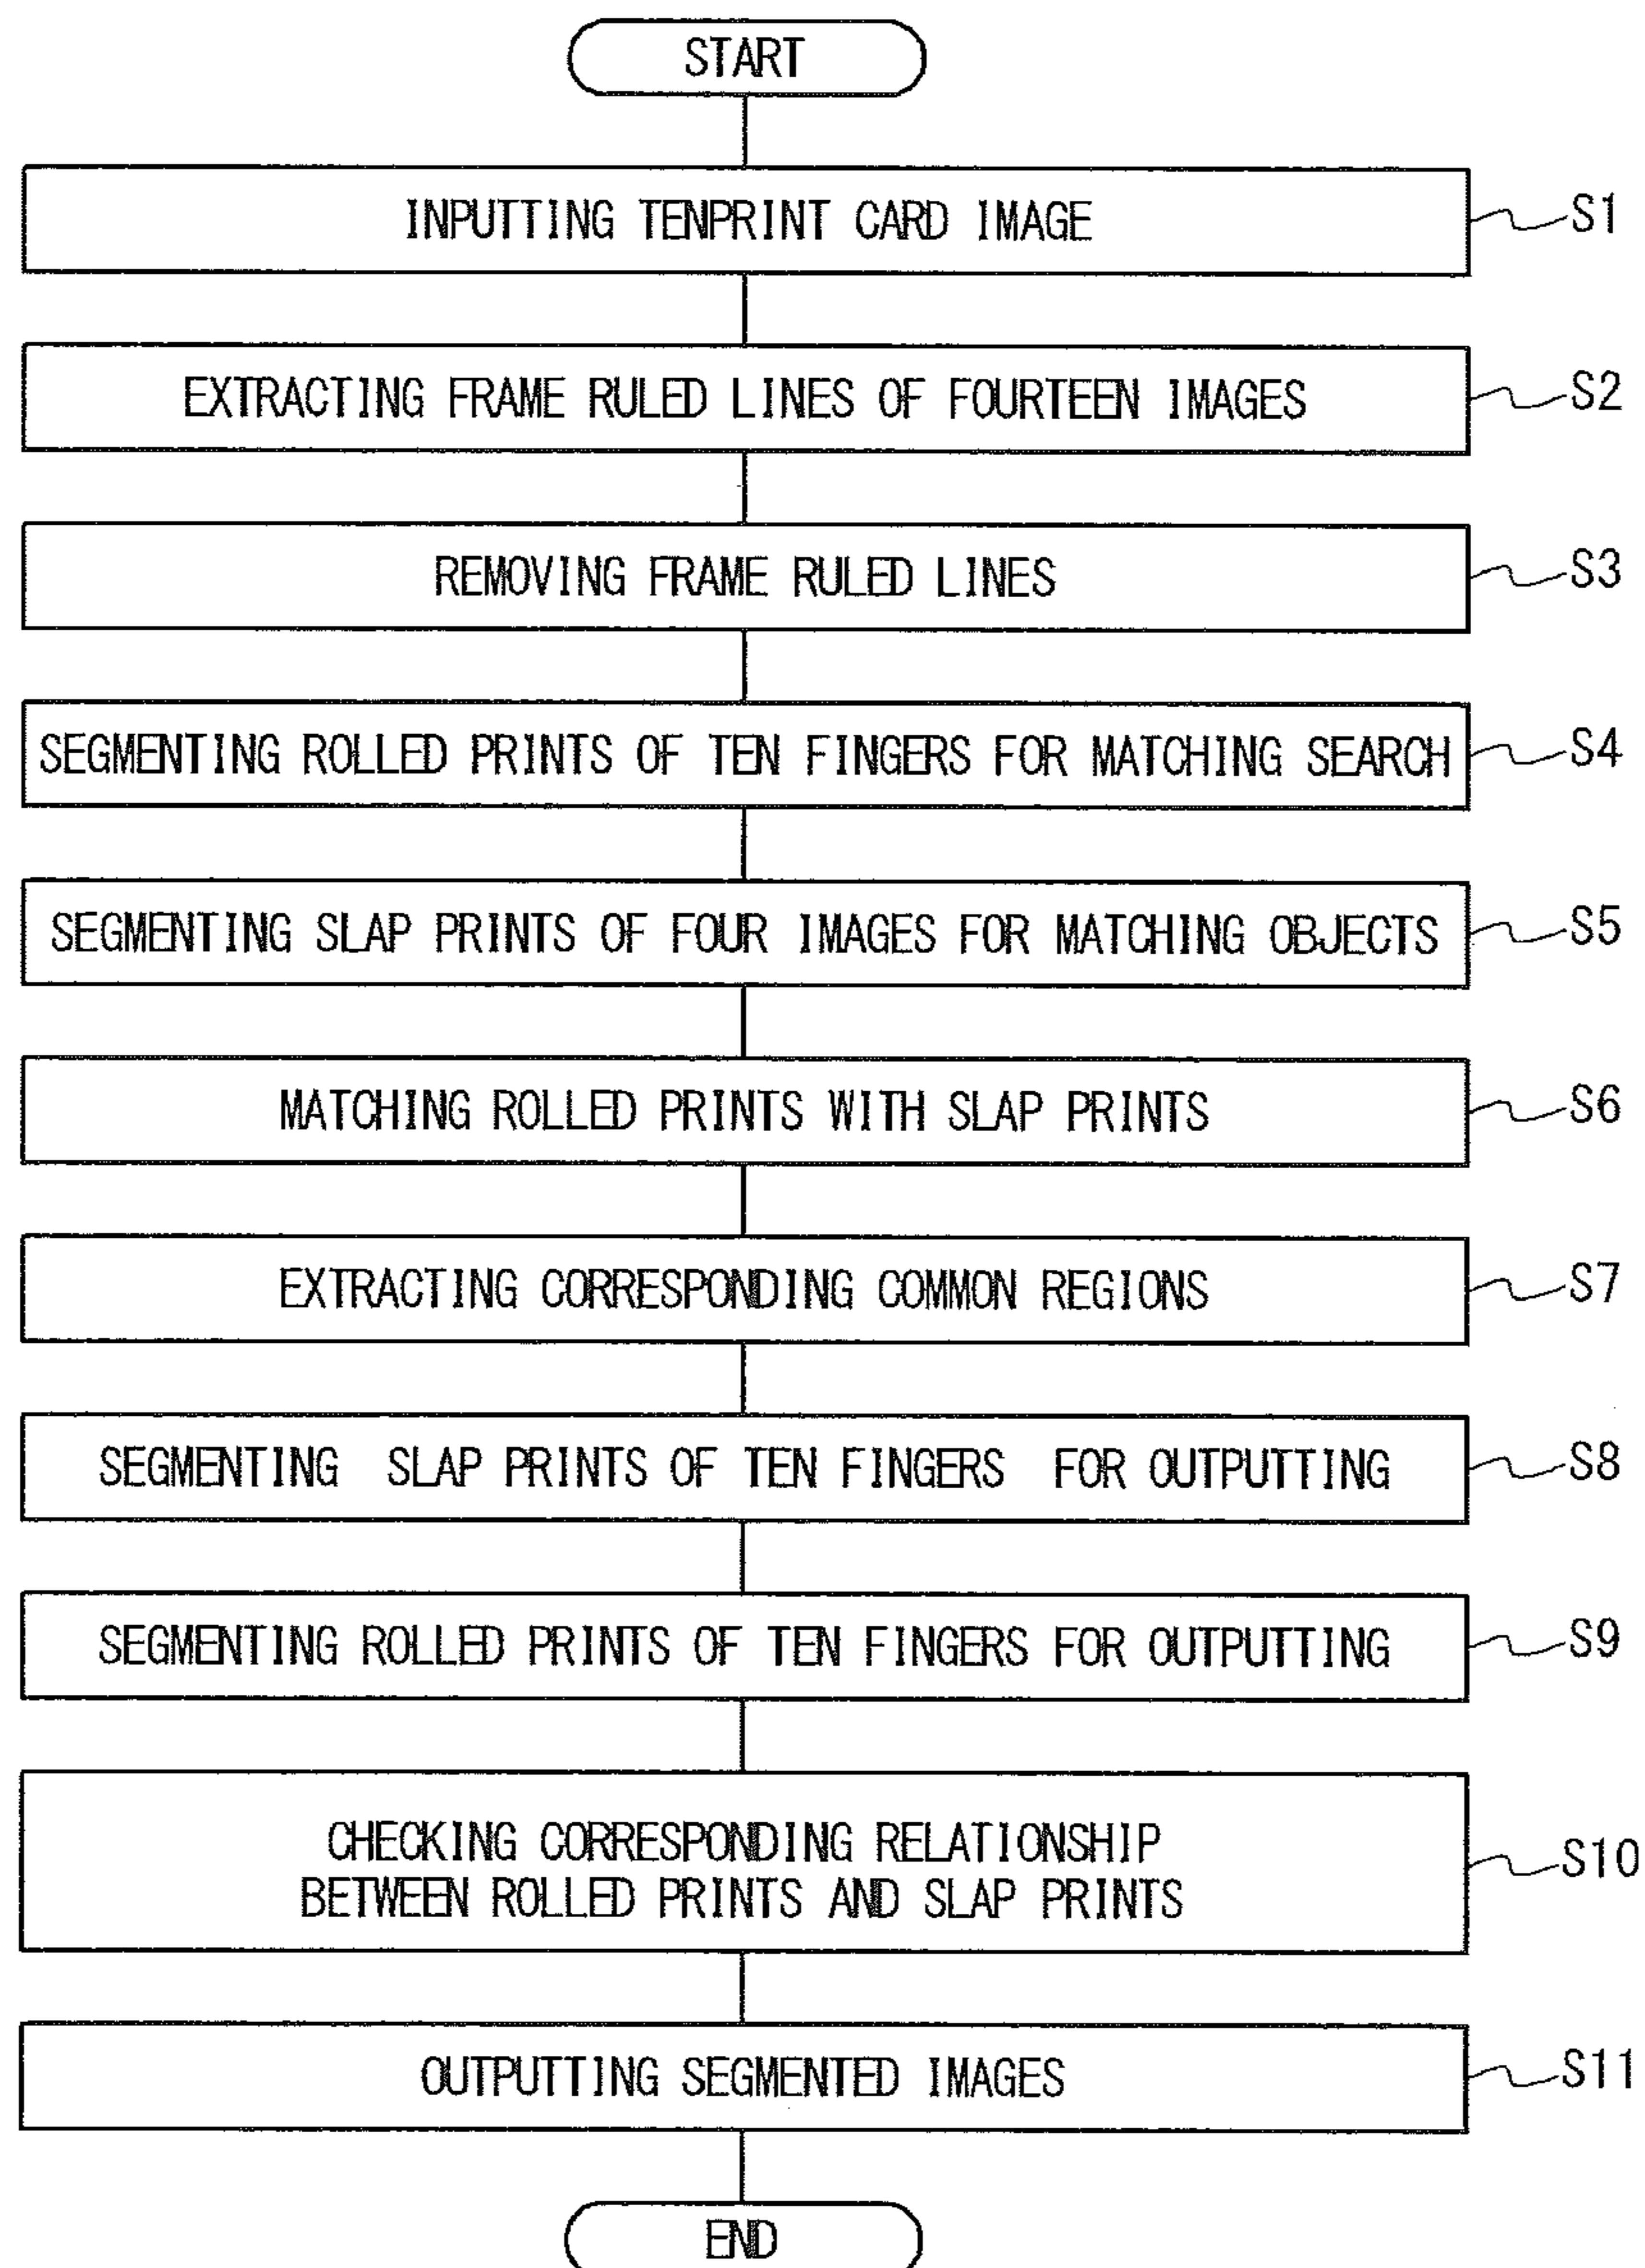 START
INPUTTING TENPRINT CARD IMAGE S1
EXTRACTING FRAME RULED LINES OF FOURTEEN IMAGES S2
REMOVING FRAME RULED LINES S3
SEGMENTING ROLLED PRINTS OF TEN FINGERS FOR MATCHING SEARCH S4
SEGMENTING SLAP PRINTS OF FOUR IMAGES FOR MATCHING OBJECTS S5
MATCHING ROLLED PRINTS WITH SLAP PRINTS S6
EXTRACTING CORRESPONDING COMMON REGIONS S7
SEGMENTING SLAP PRINTS OF TEN FINGERS FOR OUTPUTTING S8
SEGMENTING ROLLED PRINTS OF TEN FINGERS FOR OUTPUTTING S9
CHECKING CORRESPONDING RELATIONSHIP
BETWEEN ROLLED PRINTS AND SLAP PRINTS S10
OUTPUTTING SEGMENTED IMAGES S11
END